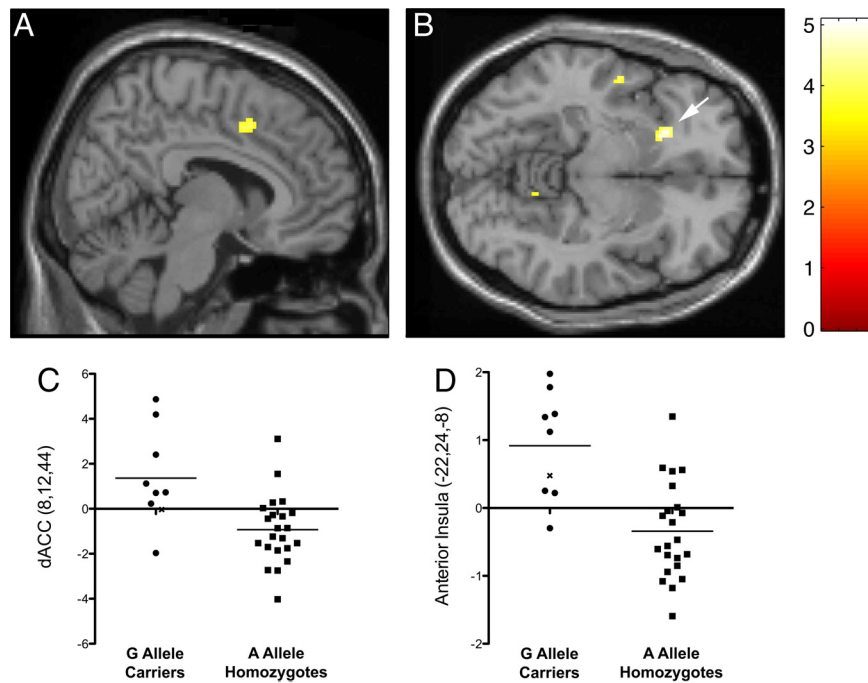 A
B
5
4
3
2
1
0
C
D
6
4
2
0
-2
-4
-6
dACC (8,12,44)
G Allele
Carriers
A Allele
Homozygotes
2
1
0
-1
-2
Anterior Insula (-22,24,-8)
G Allele
Carriers
A Allele
Homozygotes